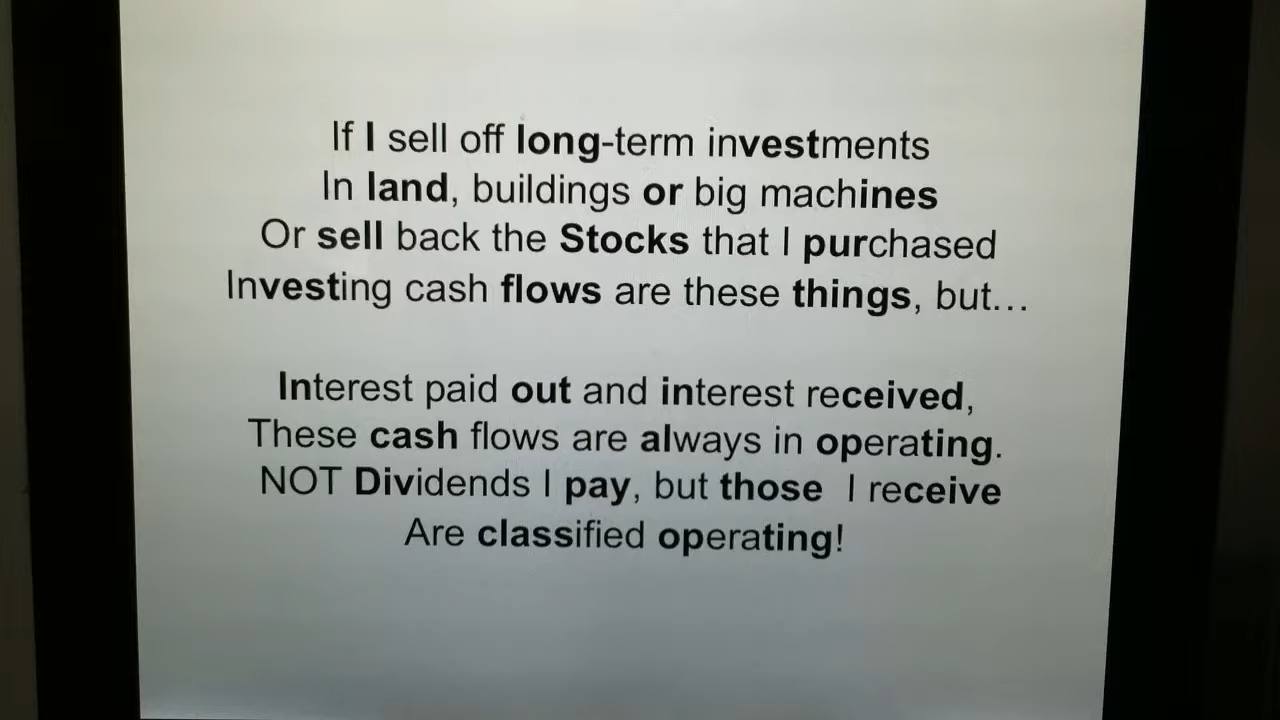 If I sell off long-term investments
In land, buildings or big machines
Or sell back the Stocks that I purchased
Investing cash flows are these things, but…
Interest paid out and interest received,
These cash flows are always in operating.
NOT Dividends I pay, but those I receive
Are classified operating!